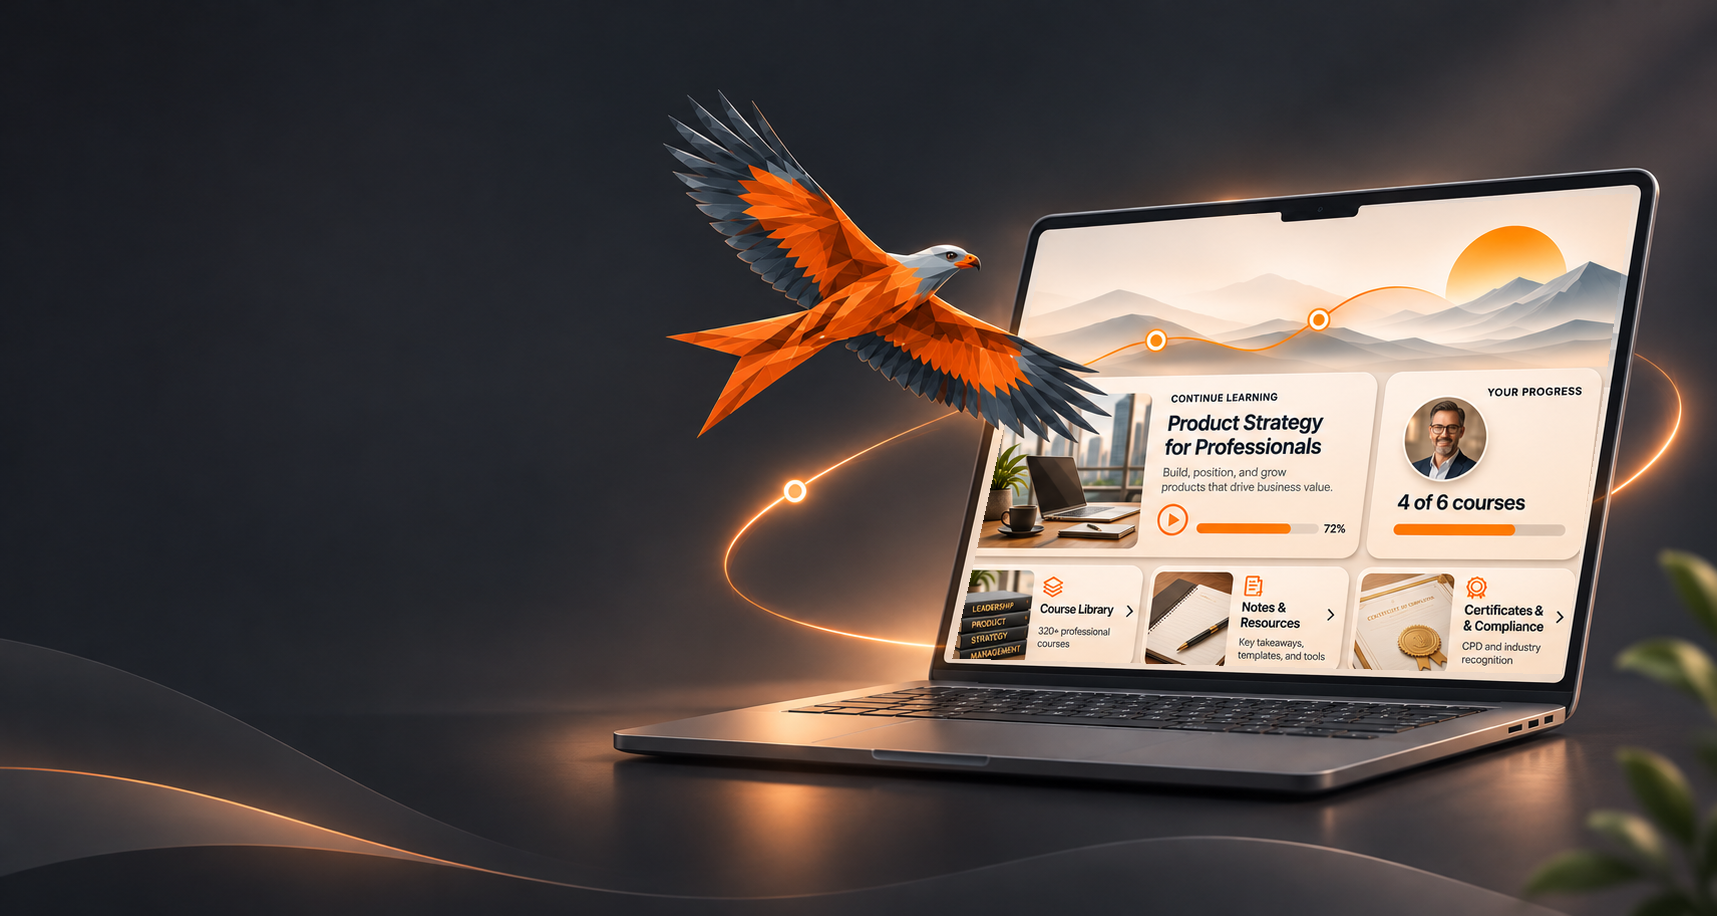 CONTINUE LEARNING
Product Strategy
for Professionals
Build, position, and grow
products that drive business value.
72%
YOUR PROGRESS
4 of 6 courses
LEADERSHIP
PRODUCT
STRATEGY
MANAGEMENT
Course Library
320+ professional
courses
Notes &
Resources
Key takeaways,
templates, and tools
Certificates
& Compliance
CPD and industry
recognition